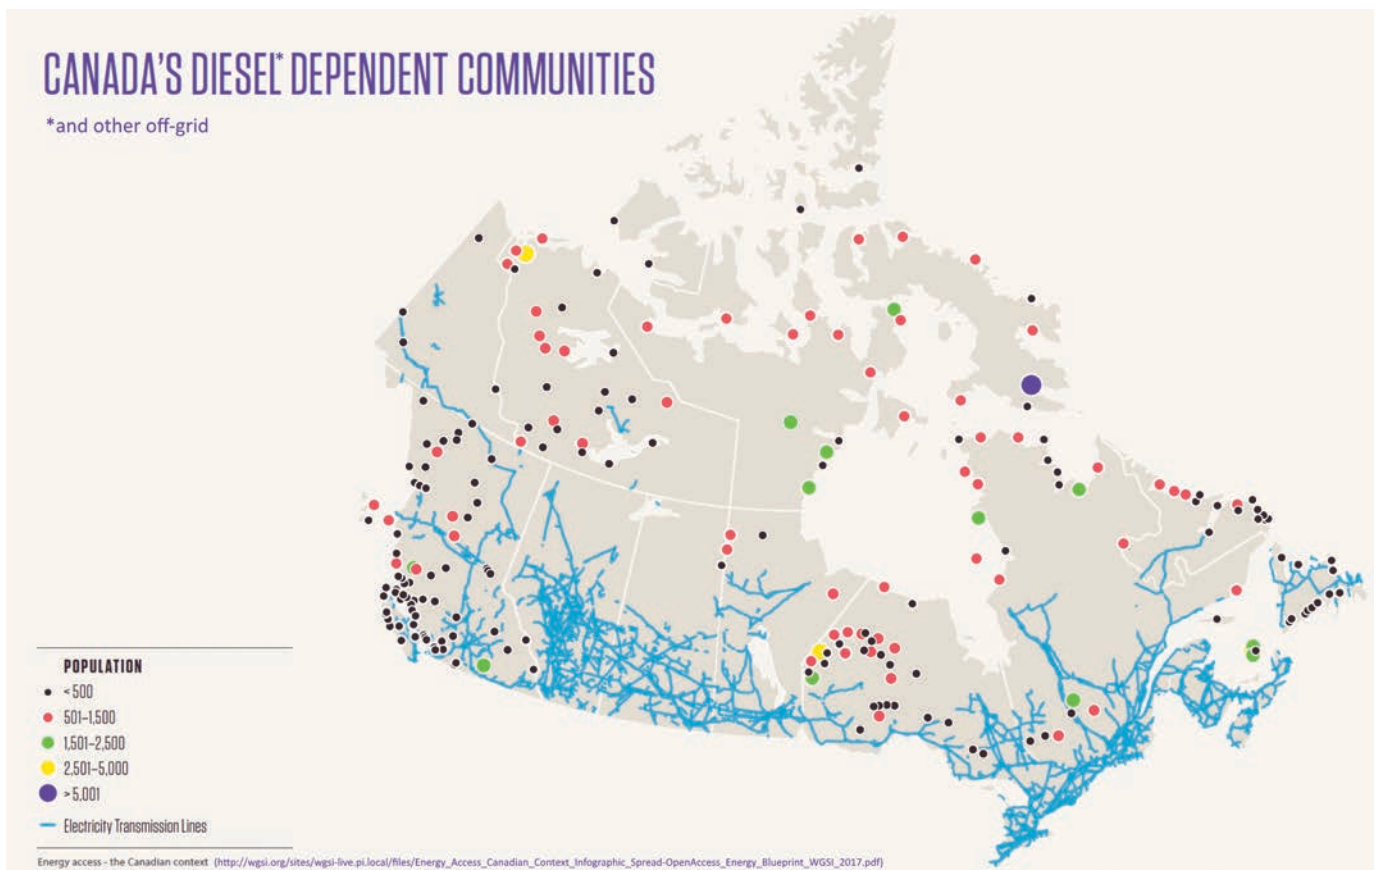 CANADA'S DIESEL* DEPENDENT COMMUNITIES
*and other off-grid
POPULATION
< 500
501–1,500
1,501–2,500
2,501–5,000
> 5,001
Electricity Transmission Lines
Energy access - the Canadian context (http://wgsi.org/sites/wgsi-live.pi.local/files/Energy_Access_Canadian_Context_Infographic_Spread-OpenAccess_Energy_Blueprint_WGSI_2017.pdf)